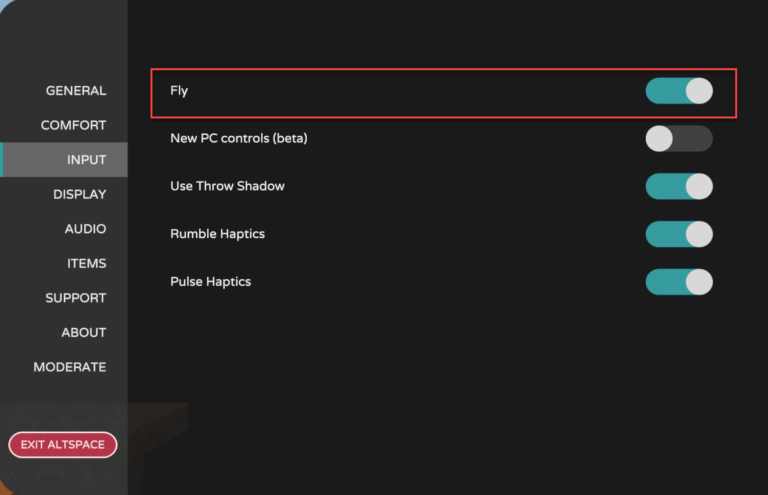 GENERAL
COMFORT
INPUT
DISPLAY
AUDIO
ITEMS
SUPPORT
ABOUT
MODERATE
EXIT ALTSPACE
Fly
New PC controls (beta)
Use Throw Shadow
Rumble Haptics
Pulse Haptics